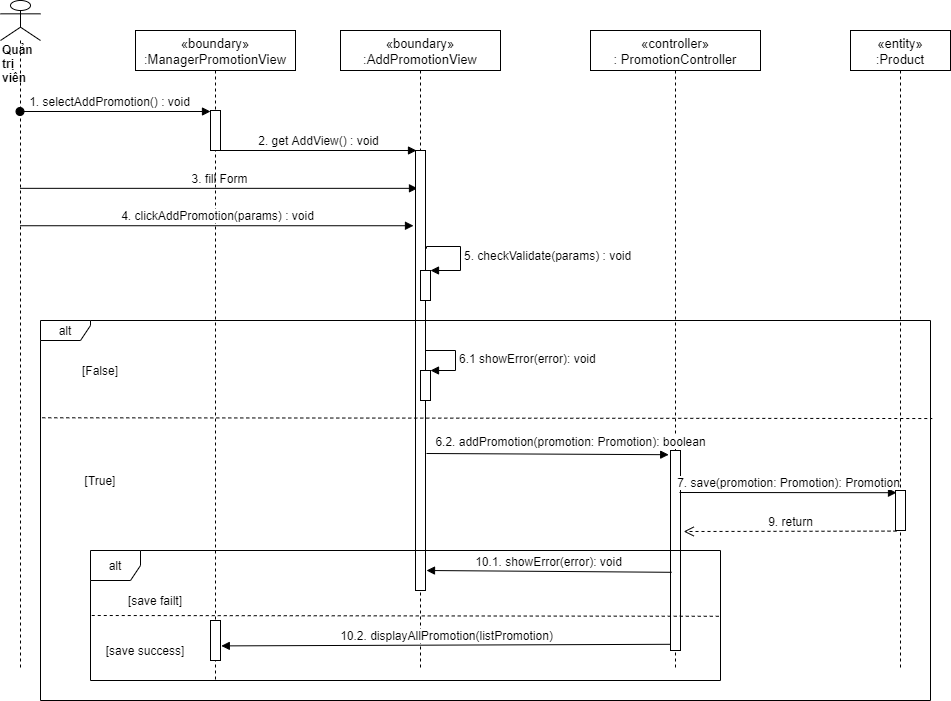 Quản
trị
viên
«boundary»
:ManagerPromotionView
«boundary»
:AddPromotionView
«controller»
: PromotionController
«entity»
:Product
1. selectAddPromotion() : void
2. get AddView() : void
3. fill Form
4. clickAddPromotion(params) : void
5. checkValidate(params) : void
alt
6.1 showError(error): void
[False]
6.2. addPromotion(promotion: Promotion): boolean
[True]
7. save(promotion: Promotion): Promotion
9. return
alt
10.1. showError(error): void
[save failt]
10.2. displayAllPromotion(listPromotion)
[save success]